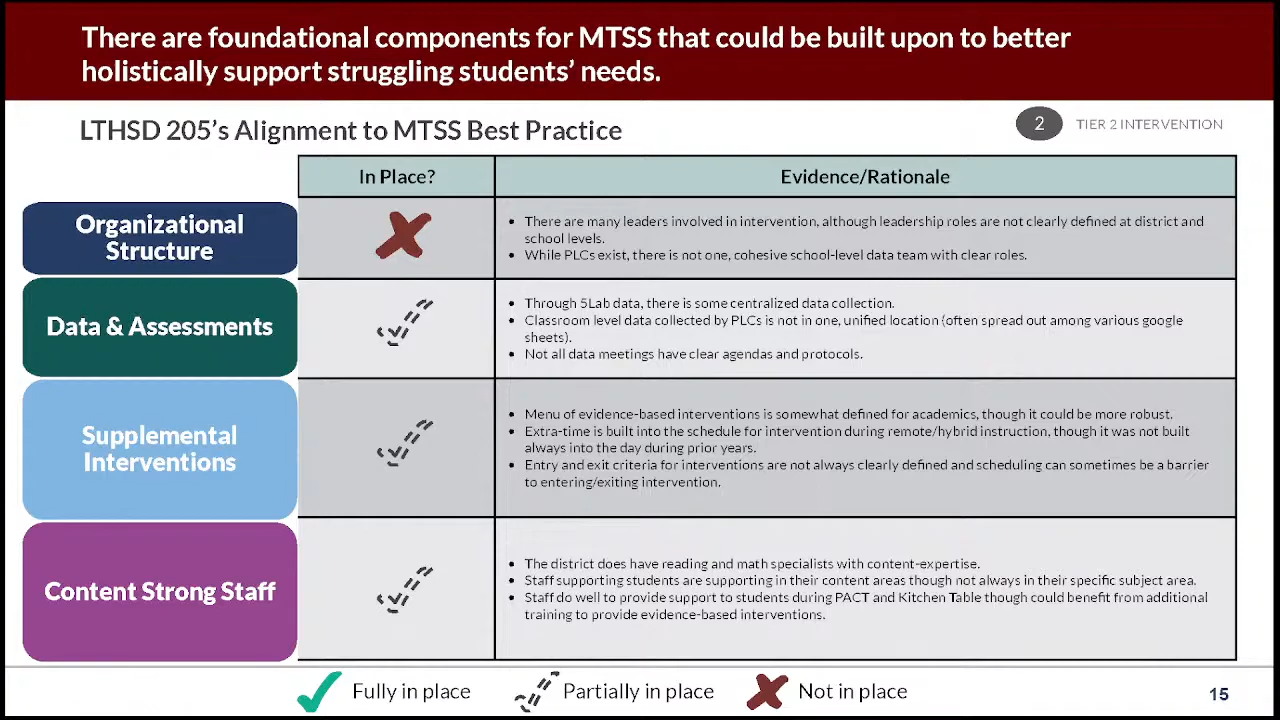 There are foundational components for MTSS that could be built upon to better
holistically support struggling students’ needs.
LTHSD 205’s Alignment to MTSS Best Practice
2
TIER 2 INTERVENTION
In Place?
Evidence/Rationale
Organizational
Structure
• There are many leaders involved in intervention, although leadership roles are not clearly defined at district and
school levels.
• While PLCs exist, there is not one, cohesive school-level data team with clear roles.
Data & Assessments
• Through 5Lab data, there is some centralized data collection.
• Classroom level data collected by PLCs is not in one, unified location (often spread out among various google
sheets).
• Not all data meetings have clear agendas and protocols.
Supplemental
Interventions
• Menu of evidence-based interventions is somewhat defined for academics, though it could be more robust.
• Extra-time is built into the schedule for intervention during remote/hybrid instruction, though it was not built
always into the day during prior years.
• Entry and exit criteria for interventions are not always clearly defined and scheduling can sometimes be a barrier
to entering/exiting intervention.
Content Strong Staff
• The district does have reading and math specialists with content-expertise.
• Staff supporting students are supporting in their content areas though not always in their specific subject area.
• Staff do well to provide support to students during PACT and Kitchen Table though could benefit from additional
training to provide evidence-based interventions.
Fully in place
Partially in place
Not in place
15